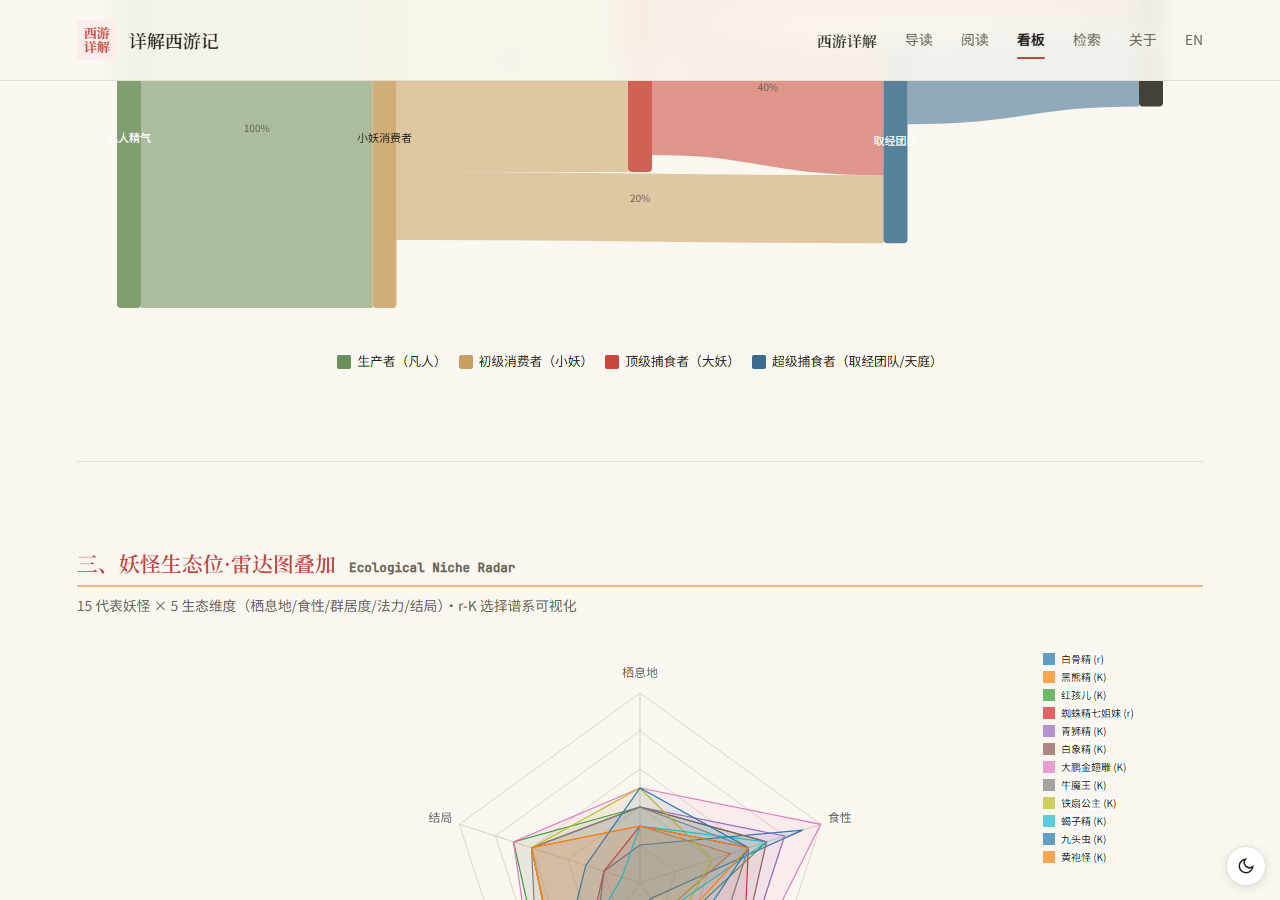 西游
详解
详解西游记
西游详解 导读 阅读 看板 检索 关于 EN
40%
100%
凡人精气
小妖消费者
取经团队
20%
生产者（凡人） 初级消费者（小妖） 顶级捕食者（大妖） 超级捕食者（取经团队/天庭）
三、妖怪生态位·雷达图叠加 Ecological Niche Radar
15 代表妖怪 × 5 生态维度（栖息地/食性/群居度/法力/结局）· r-K 选择谱系可视化
栖息地
结局
食性
白骨精 (r)
黑熊精 (K)
红孩儿 (K)
蜘蛛精七姐妹 (r)
青狮精 (K)
白象精 (K)
大鹏金翅雕 (K)
牛魔王 (K)
铁扇公主 (K)
蝎子精 (K)
九头虫 (K)
黄袍怪 (K)